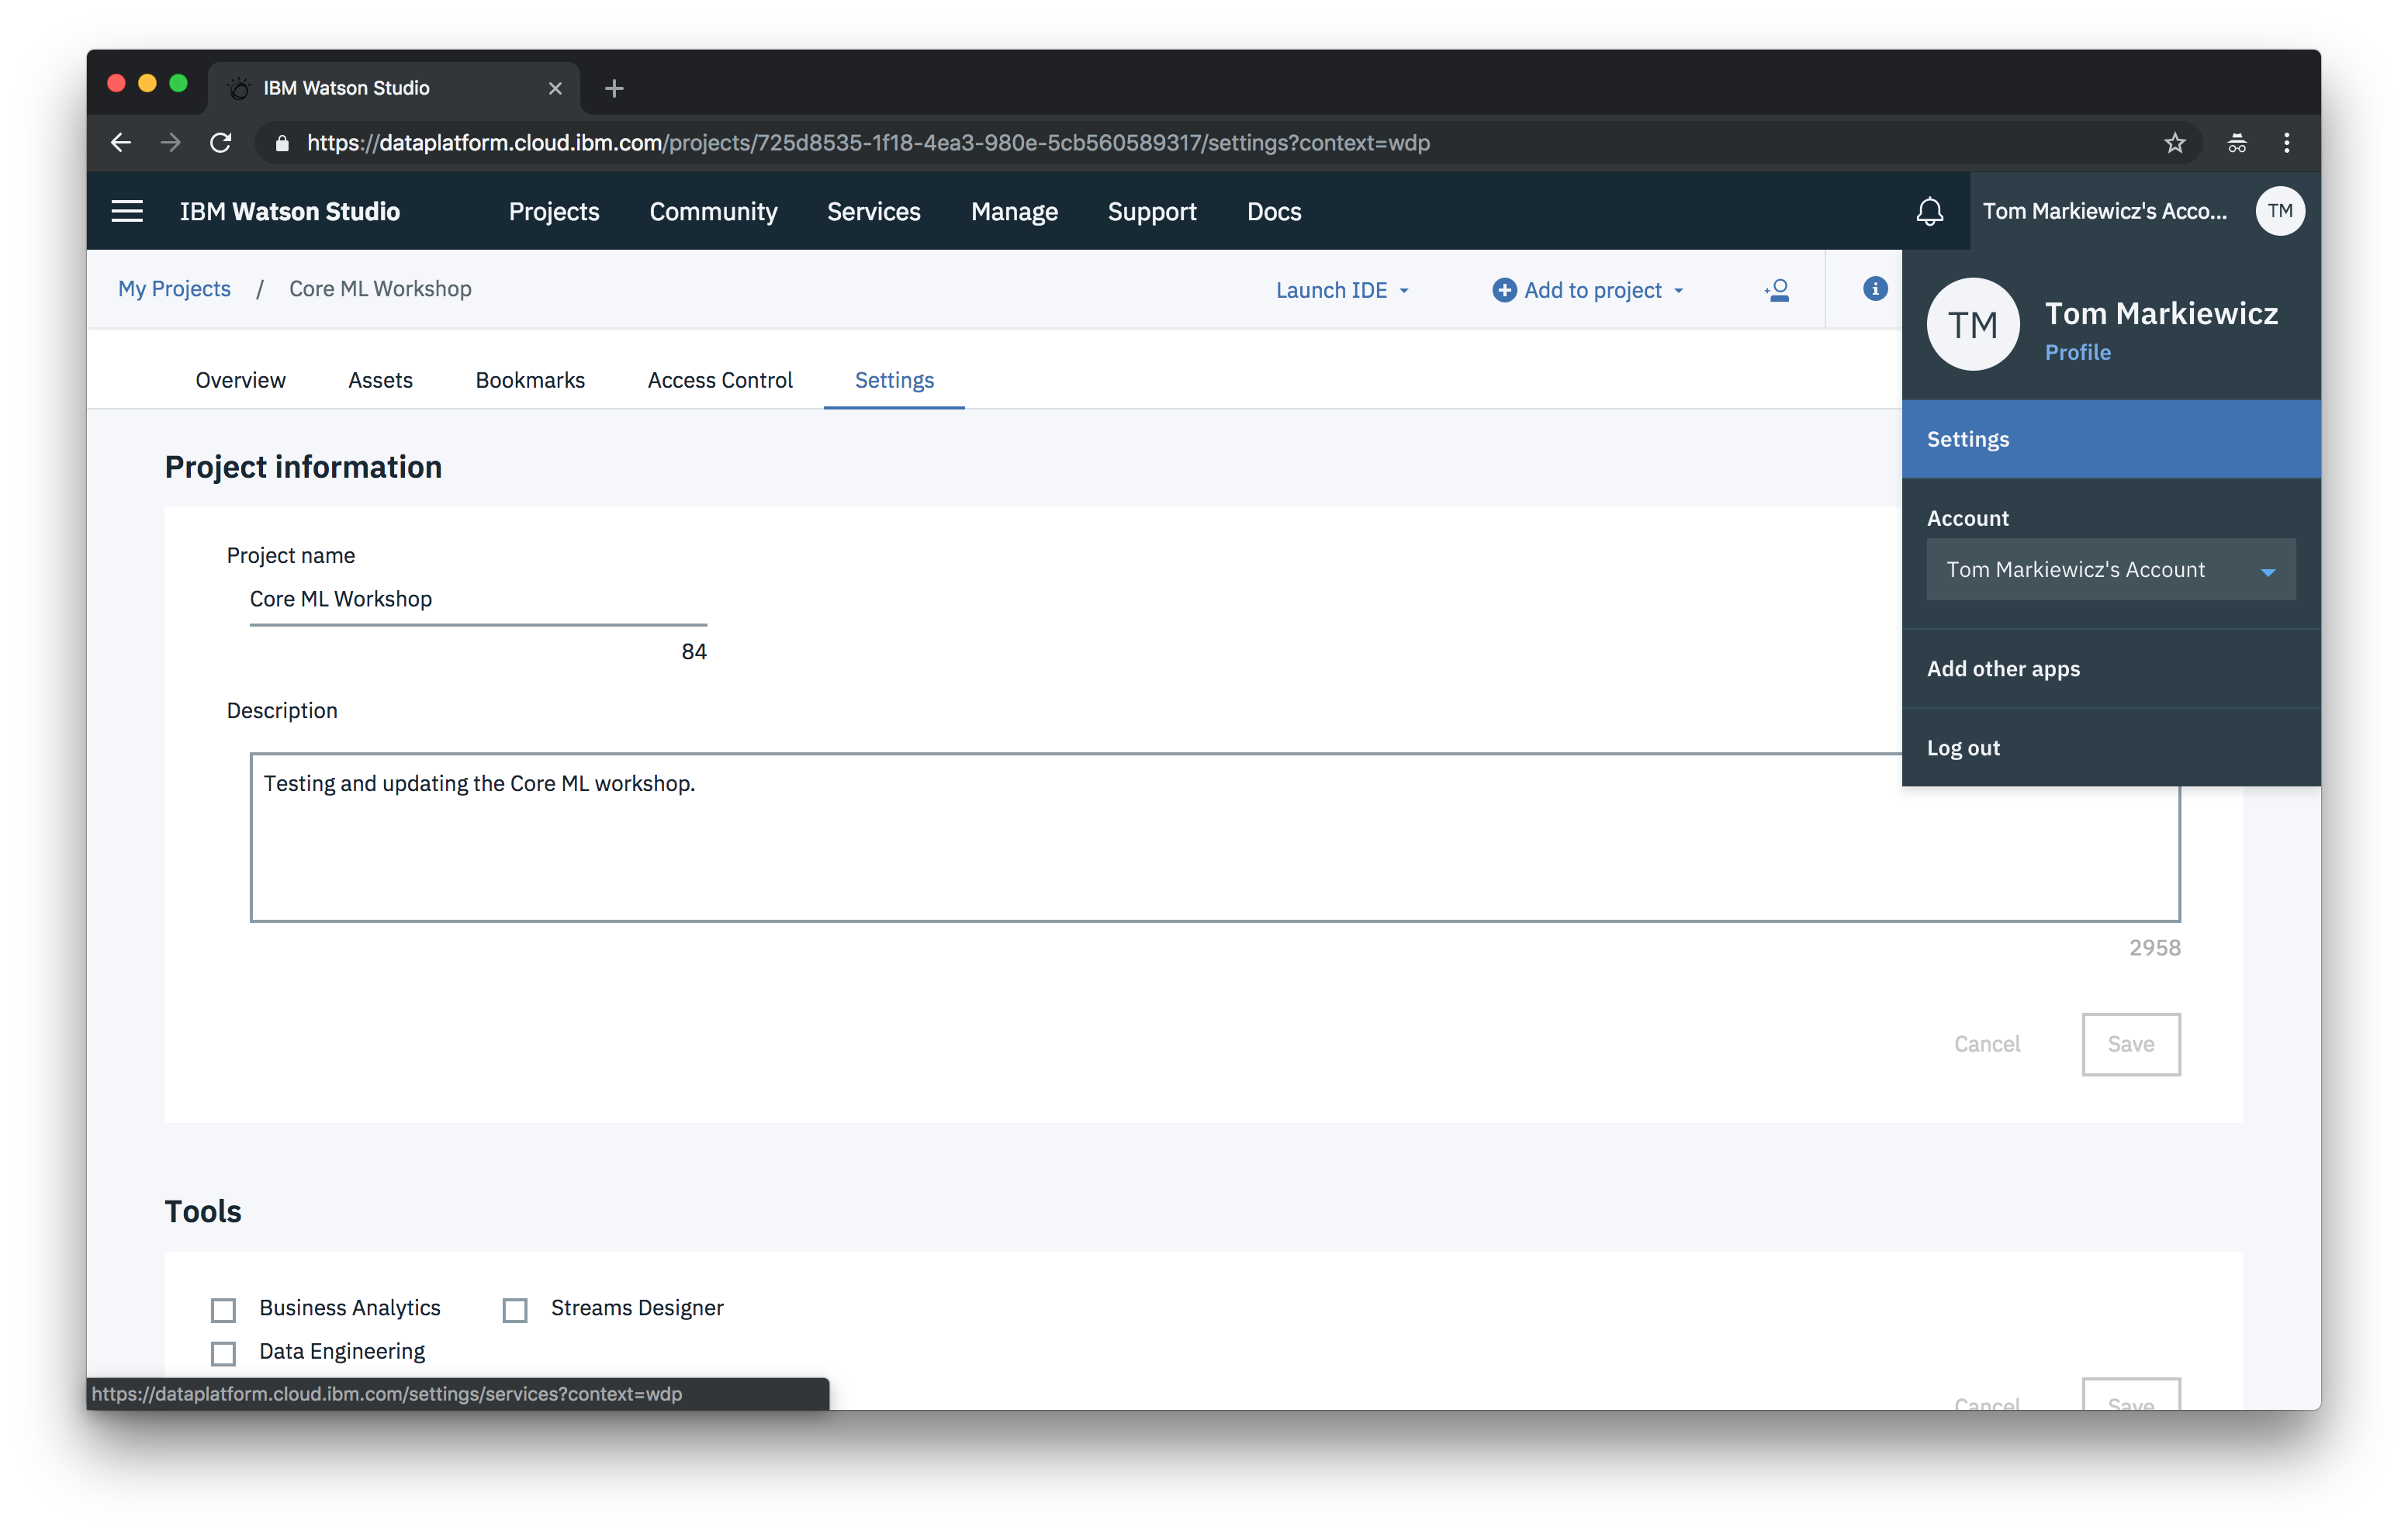 IBM Watson Studio
https://dataplatform.cloud.ibm.com/projects/725d8535-1f18-4ea3-980e-5cb560589317/settings?context=wdp
IBM Watson Studio Projects Community Services Manage Support Docs Tom Markiewicz's Acco... TM
My Projects / Core ML Workshop Launch IDE Add to project
TM Tom Markiewicz
Profile
Overview Assets Bookmarks Access Control Settings
Settings
Account
Tom Markiewicz's Account
Add other apps
Log out
Project information
Project name
Core ML Workshop
84
Description
Testing and updating the Core ML workshop.
2958
Cancel Save
Tools
Business Analytics Streams Designer
Data Engineering
Cancel Save
https://dataplatform.cloud.ibm.com/settings/services?context=wdp